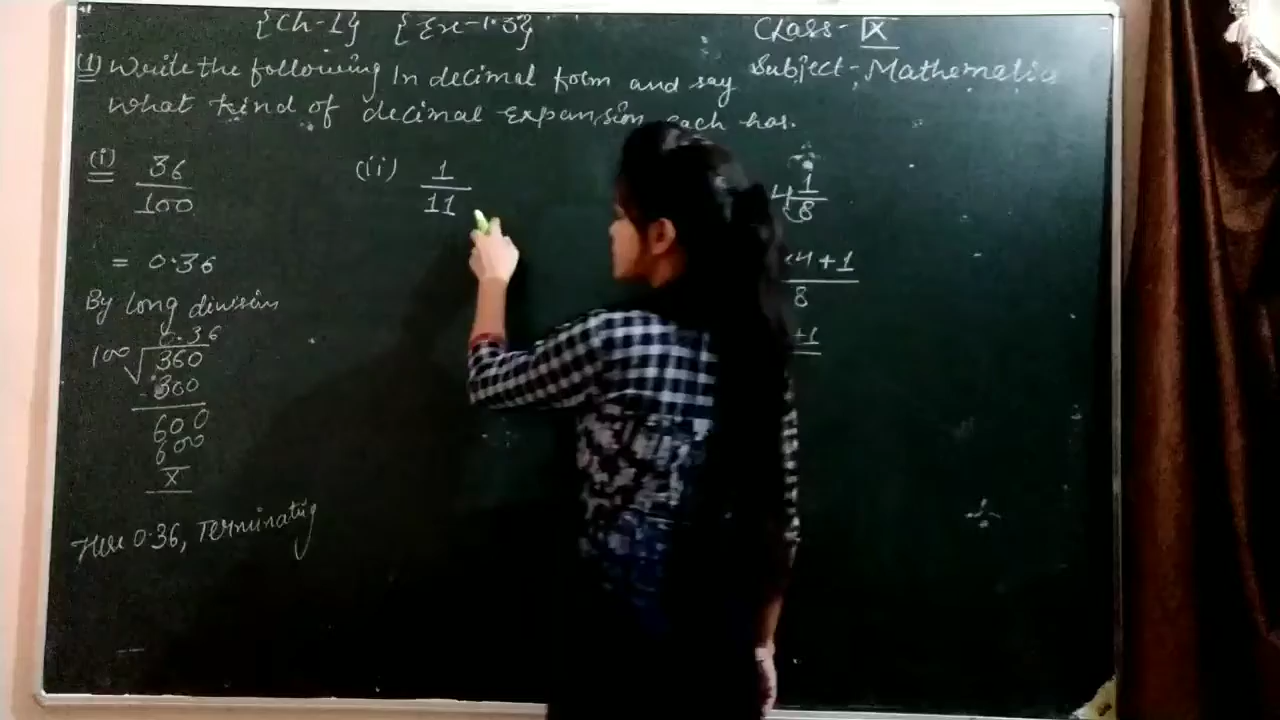 {Ch-1} {Ex-1.3}
Class- IX
Subject-Mathematics
(1) Write the following In decimal form and say
what kind of decimal expansion each has.
(i) 36
100
= 0.36
By long division
0.36
100 √ 360
- 300
600
600
X
Here 0.36, Terminating
(ii) 1
11
4 1
8
×4+1
8
+1